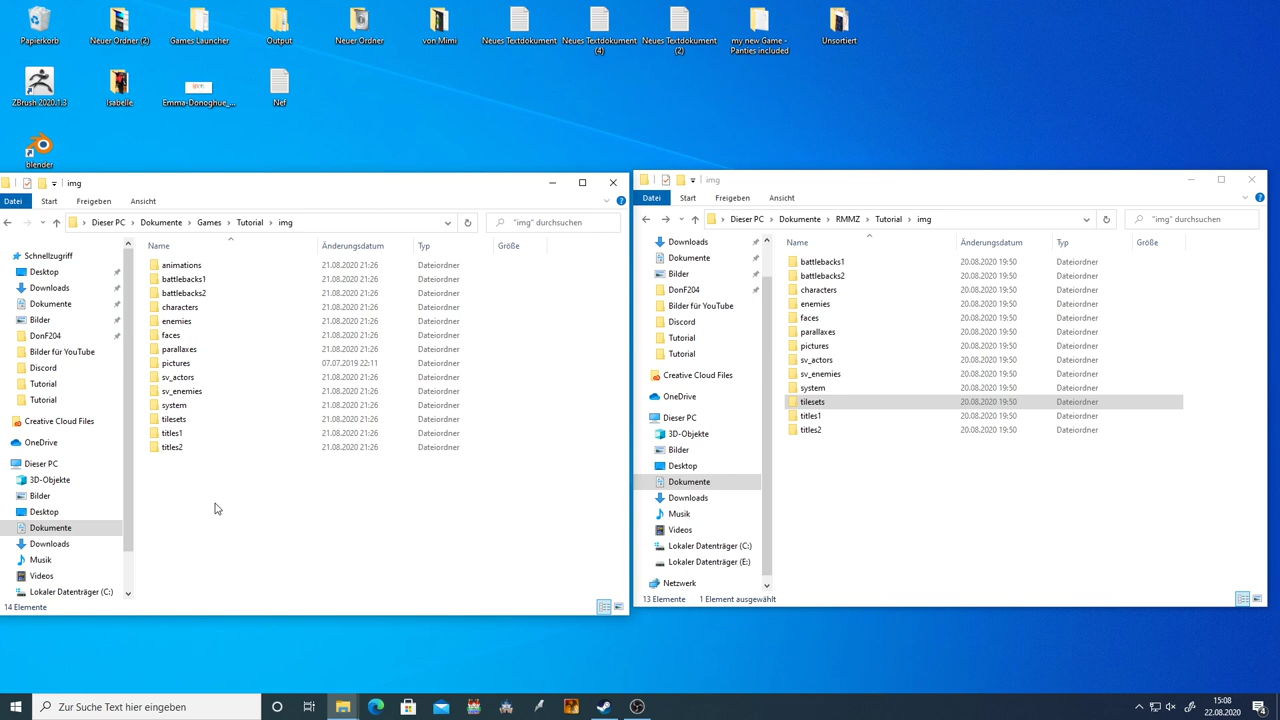 Papierkorb
Neuer Ordner (2)
Games Launcher
Output
Neuer Ordner
von Mimi
Neues Textdokument
Neues Textdokument
(4)
Neues Textdokument
(2)
my new Game -
Panties included
Unsortiert
ZBrush 2020.1.3
Isabelle
Emma-Donoghue_...
Nef
blender
img
Datei Start Freigeben Ansicht
Dieser PC Dokumente Games Tutorial img
"img" durchsuchen
Name Änderungsdatum Typ Größe
Schnellzugriff
Desktop
Downloads
Dokumente
Bilder
DonF204
Bilder für YouTube
Discord
Tutorial
Tutorial
Creative Cloud Files
OneDrive
Dieser PC
3D-Objekte
Bilder
Desktop
Dokumente
Downloads
Musik
Videos
Lokaler Datenträger (C:)
animations 21.08.2020 21:26 Dateiordner
battlebacks1 21.08.2020 21:26 Dateiordner
battlebacks2 21.08.2020 21:26 Dateiordner
characters 21.08.2020 21:26 Dateiordner
enemies 21.08.2020 21:26 Dateiordner
faces 21.08.2020 21:26 Dateiordner
parallaxes 21.08.2020 21:26 Dateiordner
pictures 07.07.2019 22:11 Dateiordner
sv_actors 21.08.2020 21:26 Dateiordner
sv_enemies 21.08.2020 21:26 Dateiordner
system 21.08.2020 21:26 Dateiordner
tilesets 21.08.2020 21:26 Dateiordner
titles1 21.08.2020 21:26 Dateiordner
titles2 21.08.2020 21:26 Dateiordner
14 Elemente
img
Datei Start Freigeben Ansicht
Dieser PC Dokumente RMMZ Tutorial img
"img" durchsuchen
Name Änderungsdatum Typ Größe
Downloads
Dokumente
Bilder
DonF204
Bilder für YouTube
Discord
Tutorial
Tutorial
Creative Cloud Files
OneDrive
Dieser PC
3D-Objekte
Bilder
Desktop
Dokumente
Downloads
Musik
Videos
Lokaler Datenträger (C:)
Lokaler Datenträger (E:)
Netzwerk
battlebacks1 20.08.2020 19:50 Dateiordner
battlebacks2 20.08.2020 19:50 Dateiordner
characters 20.08.2020 19:50 Dateiordner
enemies 20.08.2020 19:50 Dateiordner
faces 20.08.2020 19:50 Dateiordner
parallaxes 20.08.2020 19:50 Dateiordner
pictures 20.08.2020 19:50 Dateiordner
sv_actors 20.08.2020 19:50 Dateiordner
sv_enemies 20.08.2020 19:50 Dateiordner
system 20.08.2020 19:50 Dateiordner
tilesets 20.08.2020 19:50 Dateiordner
titles1 20.08.2020 19:50 Dateiordner
titles2 20.08.2020 19:50 Dateiordner
13 Elemente 1 Element ausgewählt
Zur Suche Text hier eingeben
15:08
22.08.2020
4